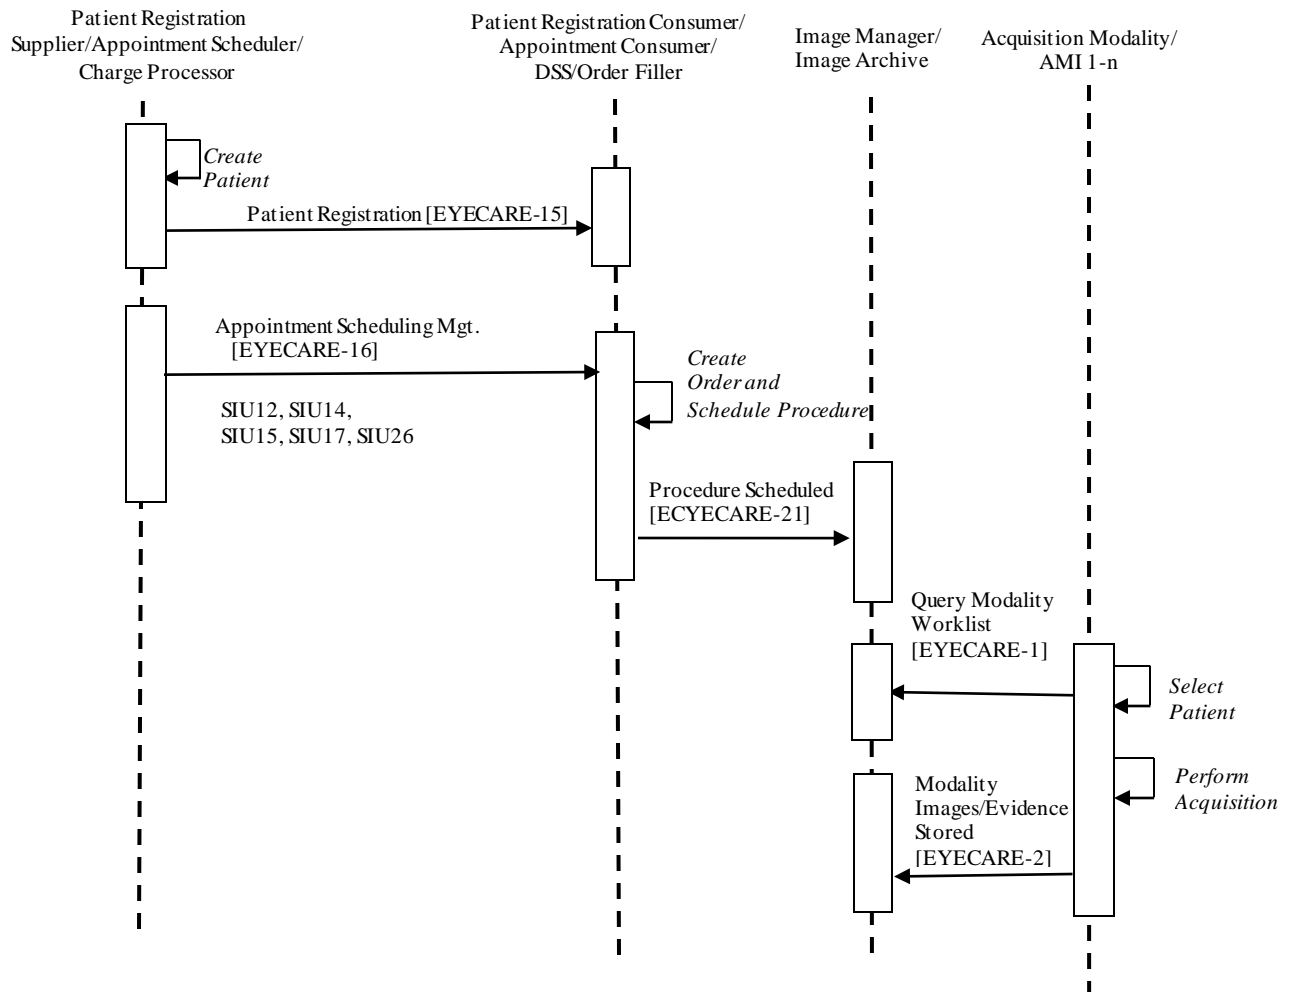 Patient Registration
Supplier/Appointment Scheduler/
Charge Processor
Patient Registration Consumer/
Appointment Consumer/
DSS/Order Filler
Image Manager/
Image Archive
Acquisition Modality/
AMI 1-n
Create
Patient
Patient Registration [EYECARE-15]
Appointment Scheduling Mgt.
[EYECARE-16]
SIU12, SIU14,
SIU15, SIU17, SIU26
Create
Order and
Schedule Procedure
Procedure Scheduled
[ECYECARE-21]
Query Modality
Worklist
[EYECARE-1]
Select
Patient
Perform
Acquisition
Modality
Images/Evidence
Stored
[EYECARE-2]